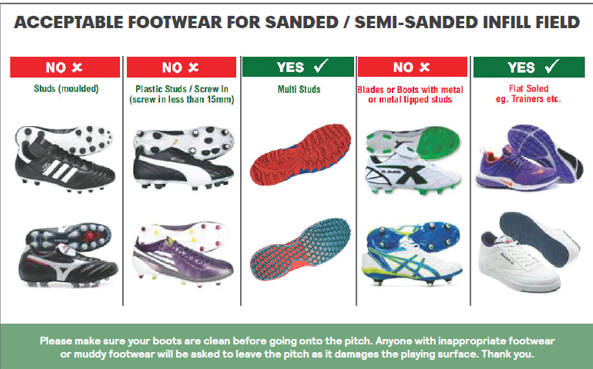 ACCEPTABLE FOOTWEAR FOR SANDED / SEMI-SANDED INFILL FIELD
NO ✖
NO ✖
YES ✓
NO ✖
YES ✓
Studs (moulded)
Plastic Studs / Screw In
(screw in less than 15mm)
Multi Studs
Blades or Boots with metal
or metal tipped studs
Flat Soled
eg. Trainers etc.
Please make sure your boots are clean before going onto the pitch. Anyone with inappropriate footwear
or muddy footwear will be asked to leave the pitch as it damages the playing surface. Thank you.